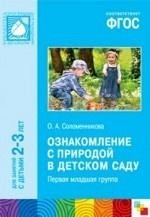 соответствует
ФГОС
О. А. Соломенникова
ОЗНАКОМЛЕНИЕ
С ПРИРОДОЙ
В ДЕТСКОМ САДУ
Первая младшая группа
ДЛЯ ЗАНЯТИЙ
С ДЕТЬМИ 2-3 ЛЕТ